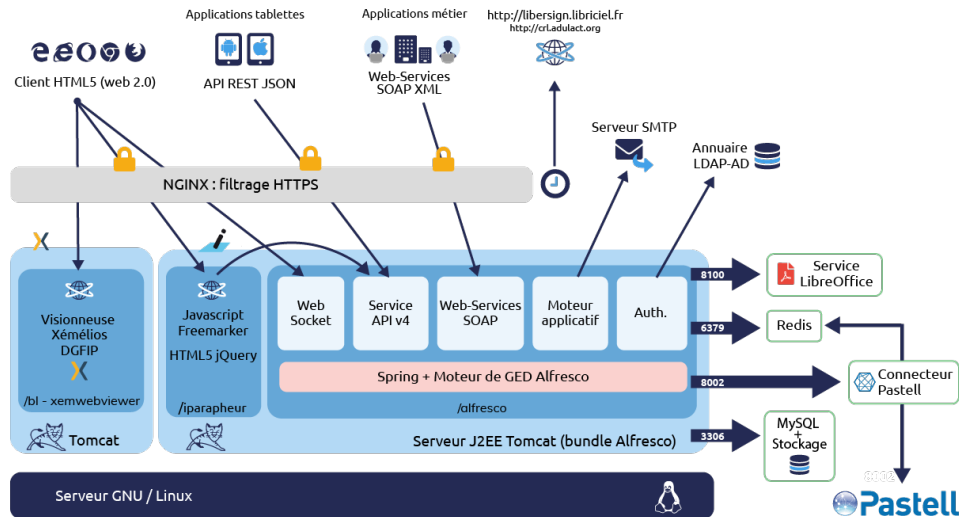 Applications tablettes
Applications métier
http://libersign.libriciel.fr
http://crl.adulact.org
Client HTML5 (web 2.0)
API REST JSON
Web-Services
SOAP XML
Serveur SMTP
Annuaire
LDAP-AD
NGINX : filtrage HTTPS
Visionneuse
Xémélios
DGFIP
/bl - xemwebviewer
Tomcat
Javascript
Freemarker
HTML5 jQuery
/iparapheur
Web
Socket
Service
API v4
Web-Services
SOAP
Moteur
applicatif
Auth.
Spring + Moteur de GED Alfresco
/alfresco
Serveur J2EE Tomcat (bundle Alfresco)
8100
Service
LibreOffice
6379
Redis
8002
Connecteur
Pastell
3306
MySQL
+
Stockage
Serveur GNU / Linux
Pastell